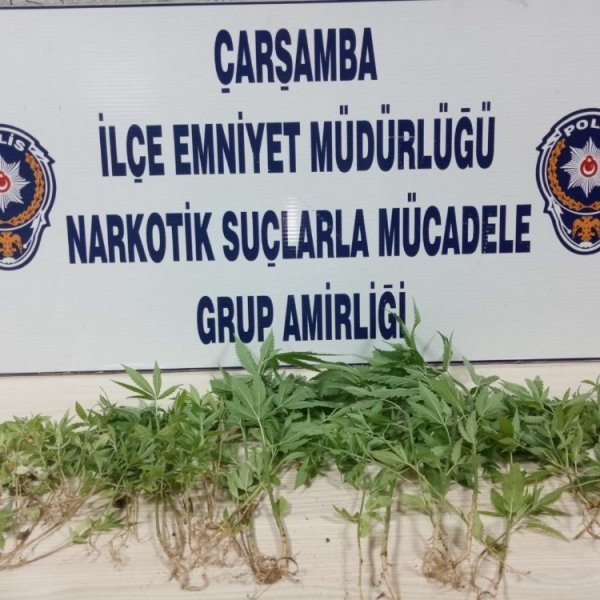 ÇARŞAMBA
İLÇE EMNİYET MÜDÜRLÜĞÜ
NARKOTİK SUÇLARLA MÜCADELE
GRUP AMİRLİĞİ